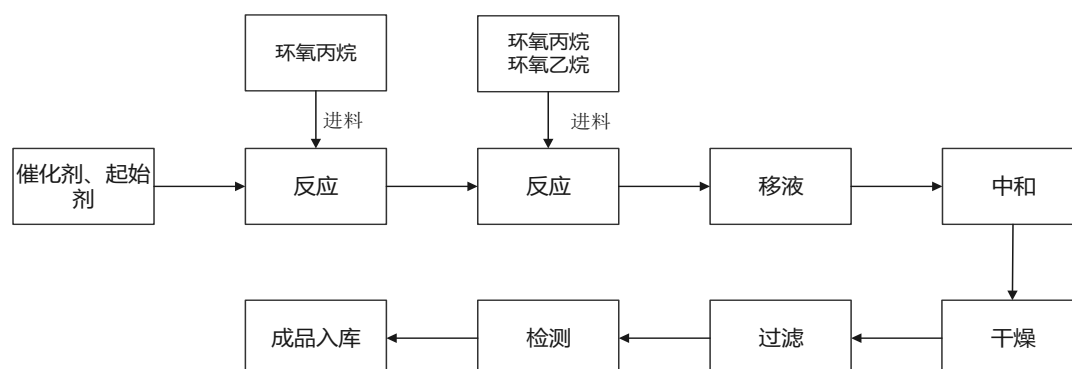 环氧丙烷
环氧丙烷
环氧乙烷
进料
进料
催化剂、起始
剂
反应
反应
移液
中和
成品入库
检测
过滤
干燥